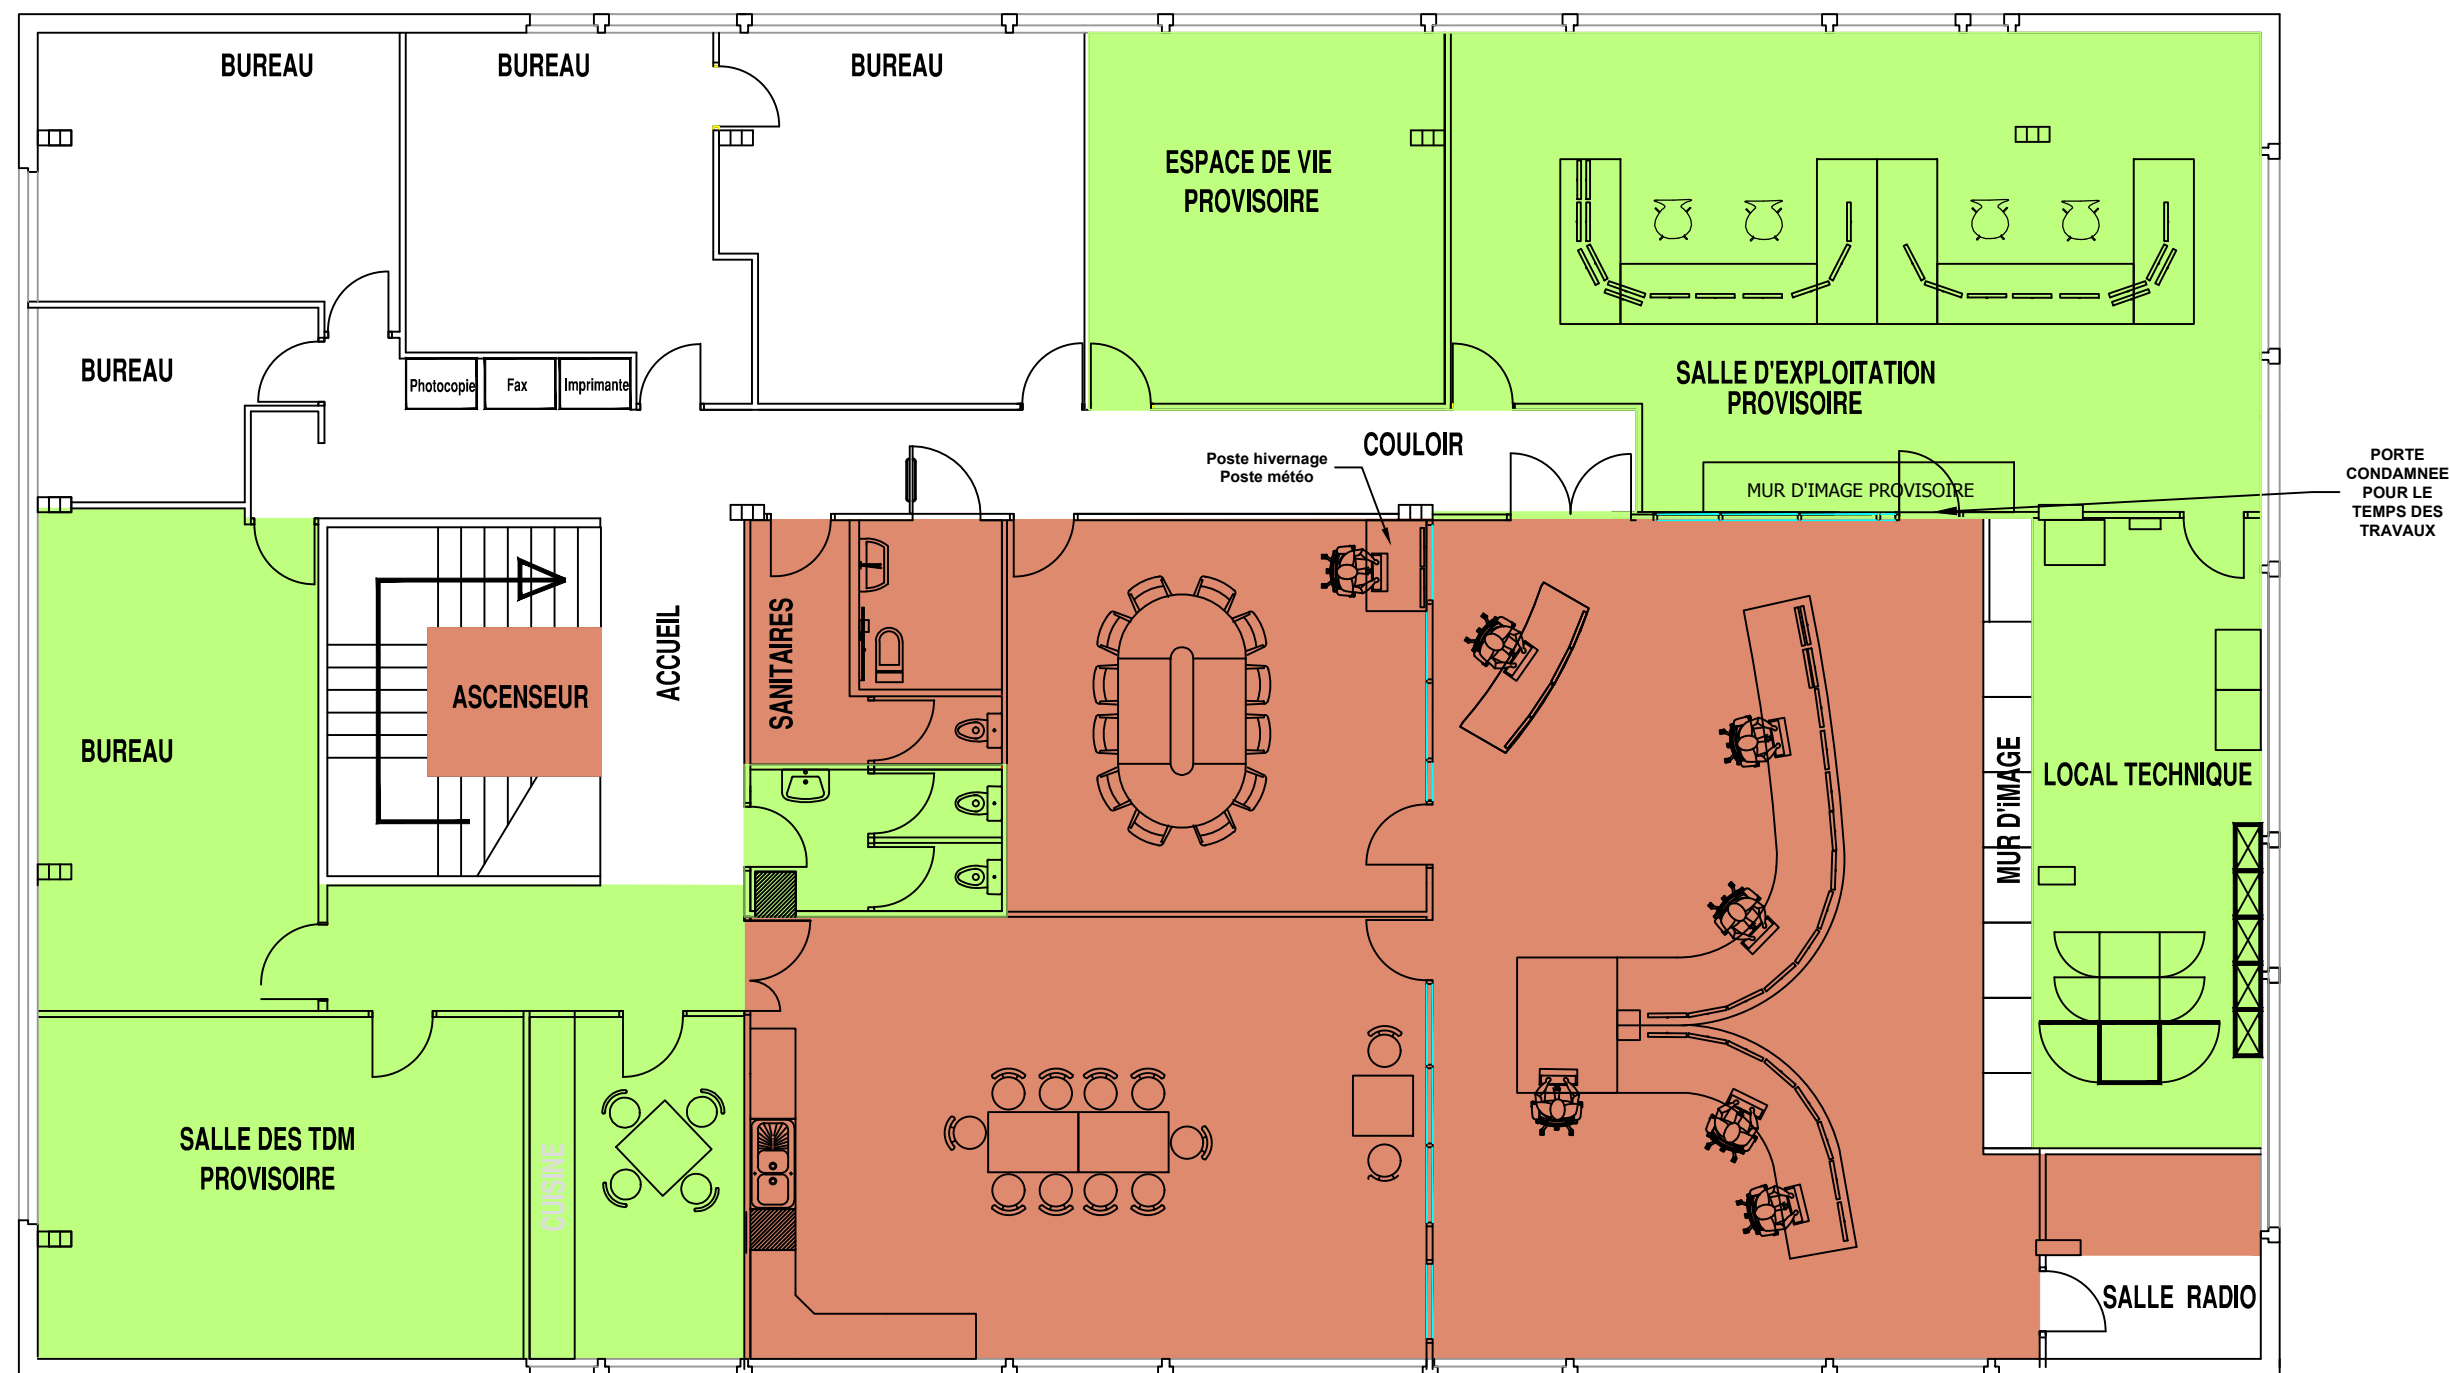 BUREAU
BUREAU
BUREAU
ESPACE DE VIE
PROVISOIRE
BUREAU
Photocopie
Fax
Imprimante
SALLE D'EXPLOITATION
PROVISOIRE
COULOIR
Poste hivernage
Poste météo
MUR D'IMAGE PROVISOIRE
PORTE
CONDAMNEE
POUR LE
TEMPS DES
TRAVAUX
ACCUEIL
SANITAIRES
ASCENSEUR
BUREAU
MUR D'iMAGE
LOCAL TECHNIQUE
SALLE DES TDM
PROVISOIRE
CUISINE
SALLE RADIO